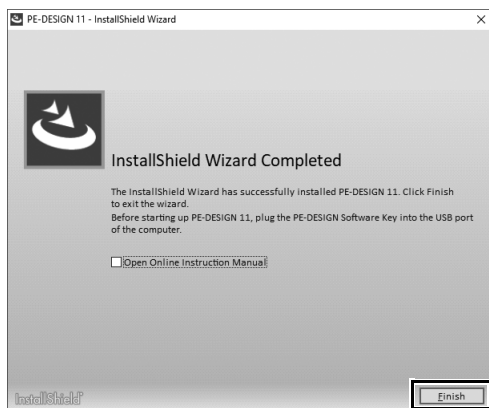 PE-DESIGN 11 - InstallShield Wizard
InstallShield Wizard Completed
The InstallShield Wizard has successfully installed PE-DESIGN 11. Click Finish
to exit the wizard.
Before starting up PE-DESIGN 11, plug the PE-DESIGN Software Key into the USB port
of the computer.
Open Online Instruction Manual
InstallShield
Finish